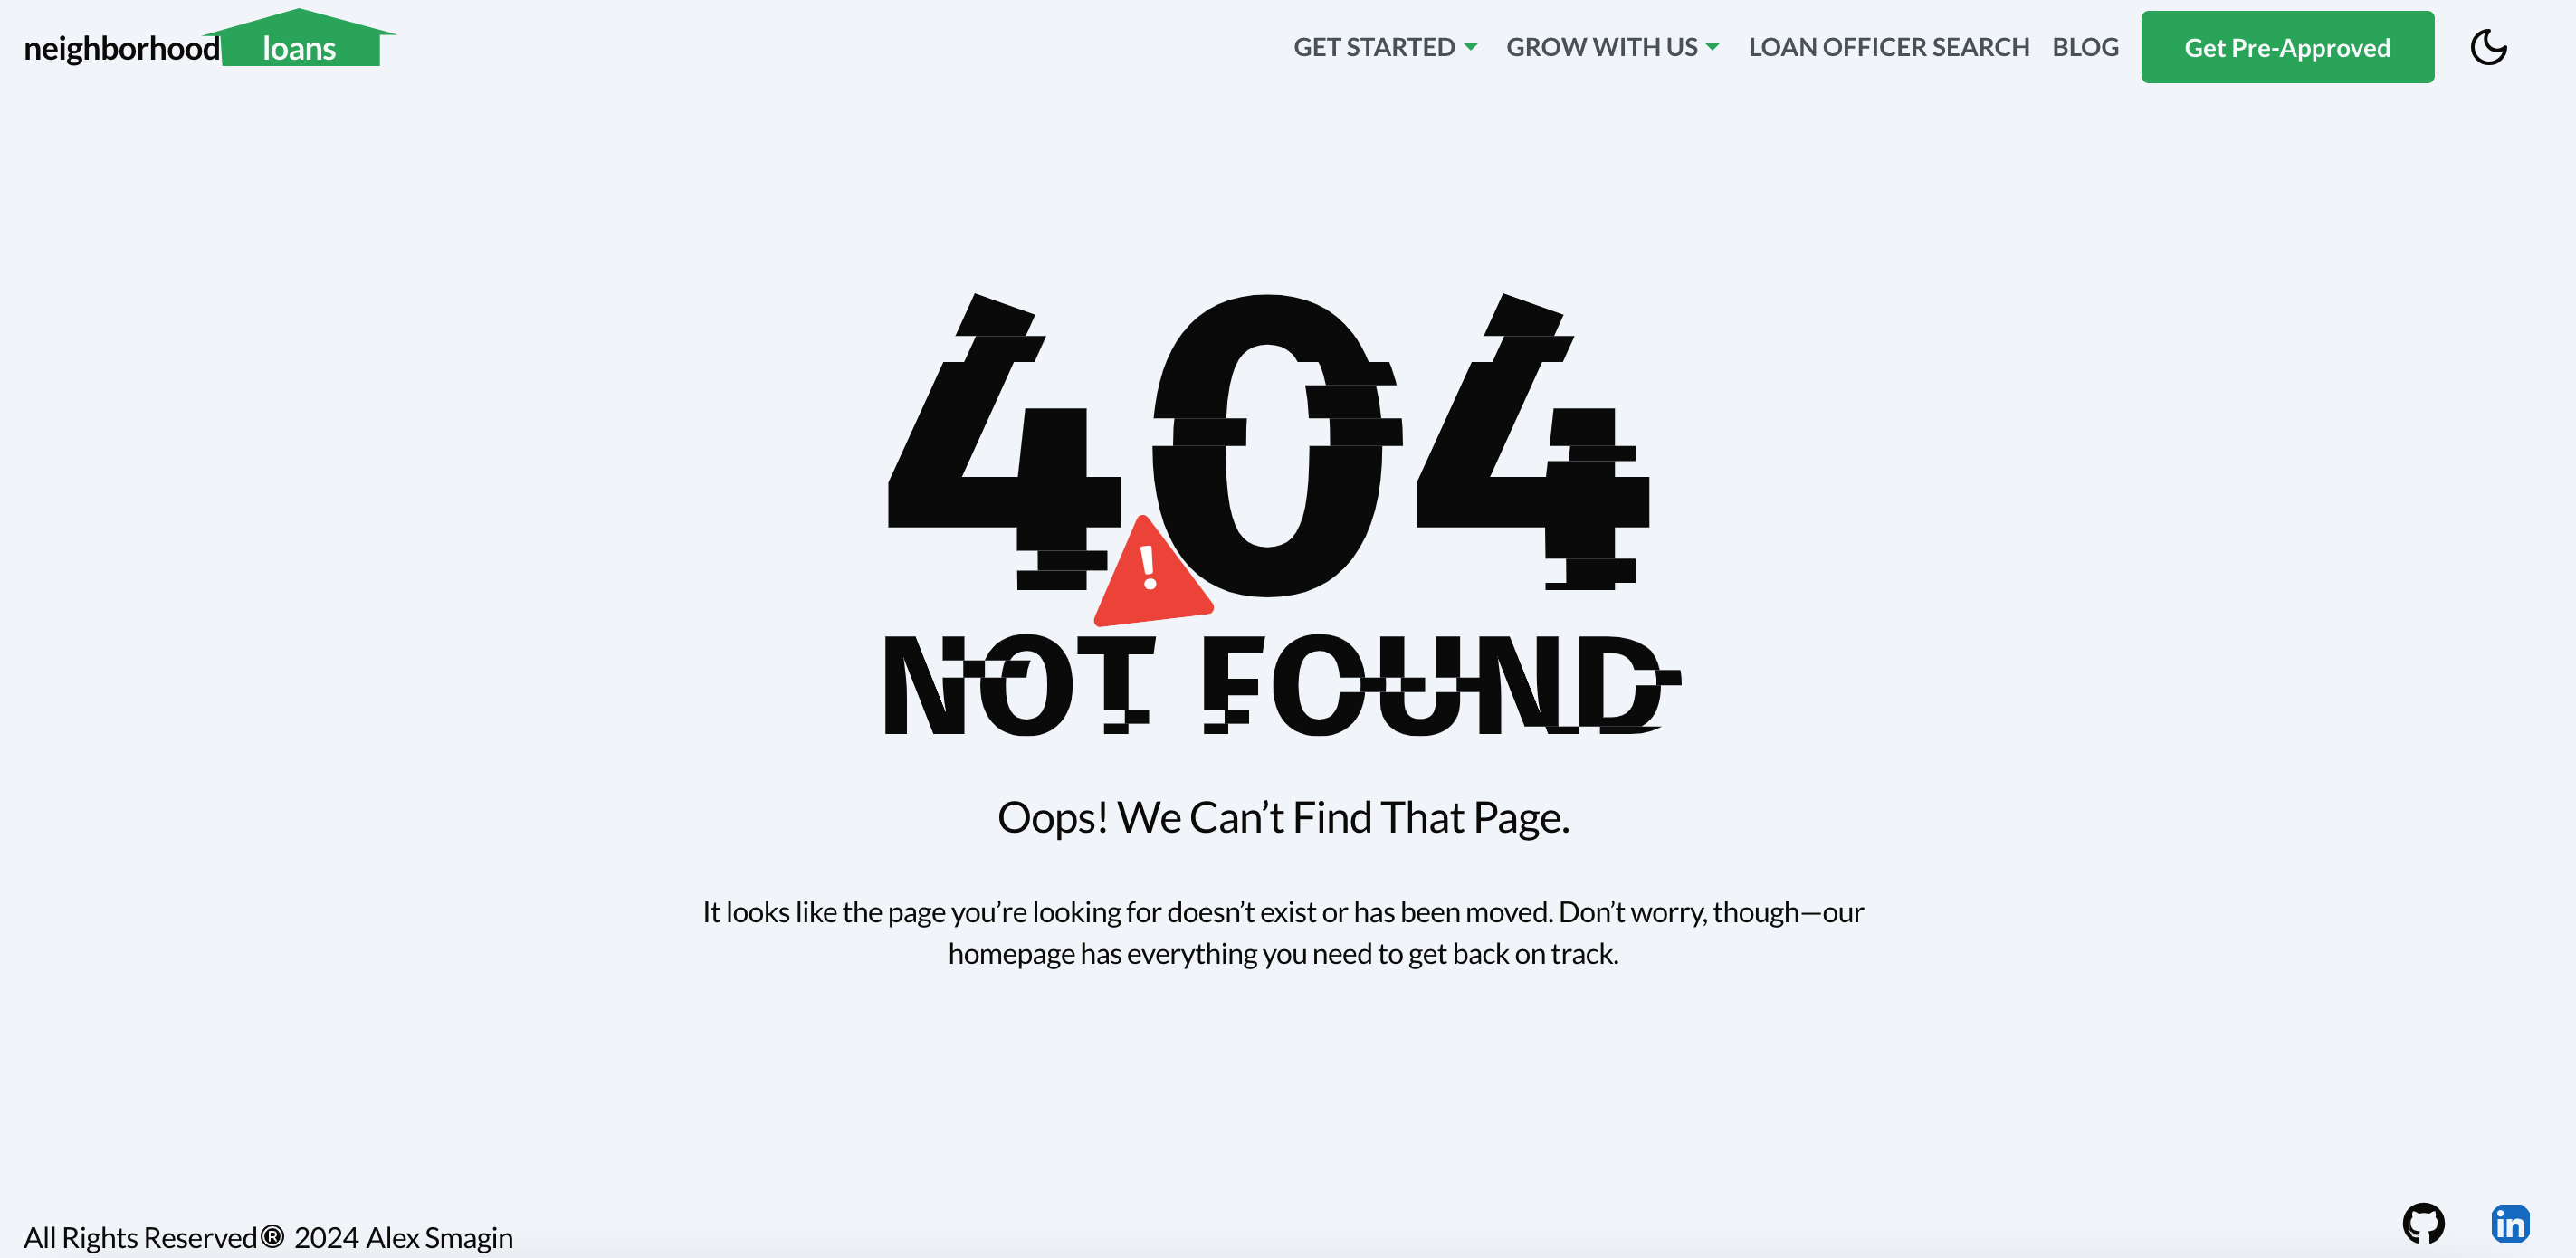 neighborhood loans
GET STARTED GROW WITH US LOAN OFFICER SEARCH BLOG Get Pre-Approved
404
!
NOT FOUND
Oops! We Can’t Find That Page.
It looks like the page you’re looking for doesn’t exist or has been moved. Don’t worry, though—our
homepage has everything you need to get back on track.
in
All Rights Reserved® 2024 Alex Smagin